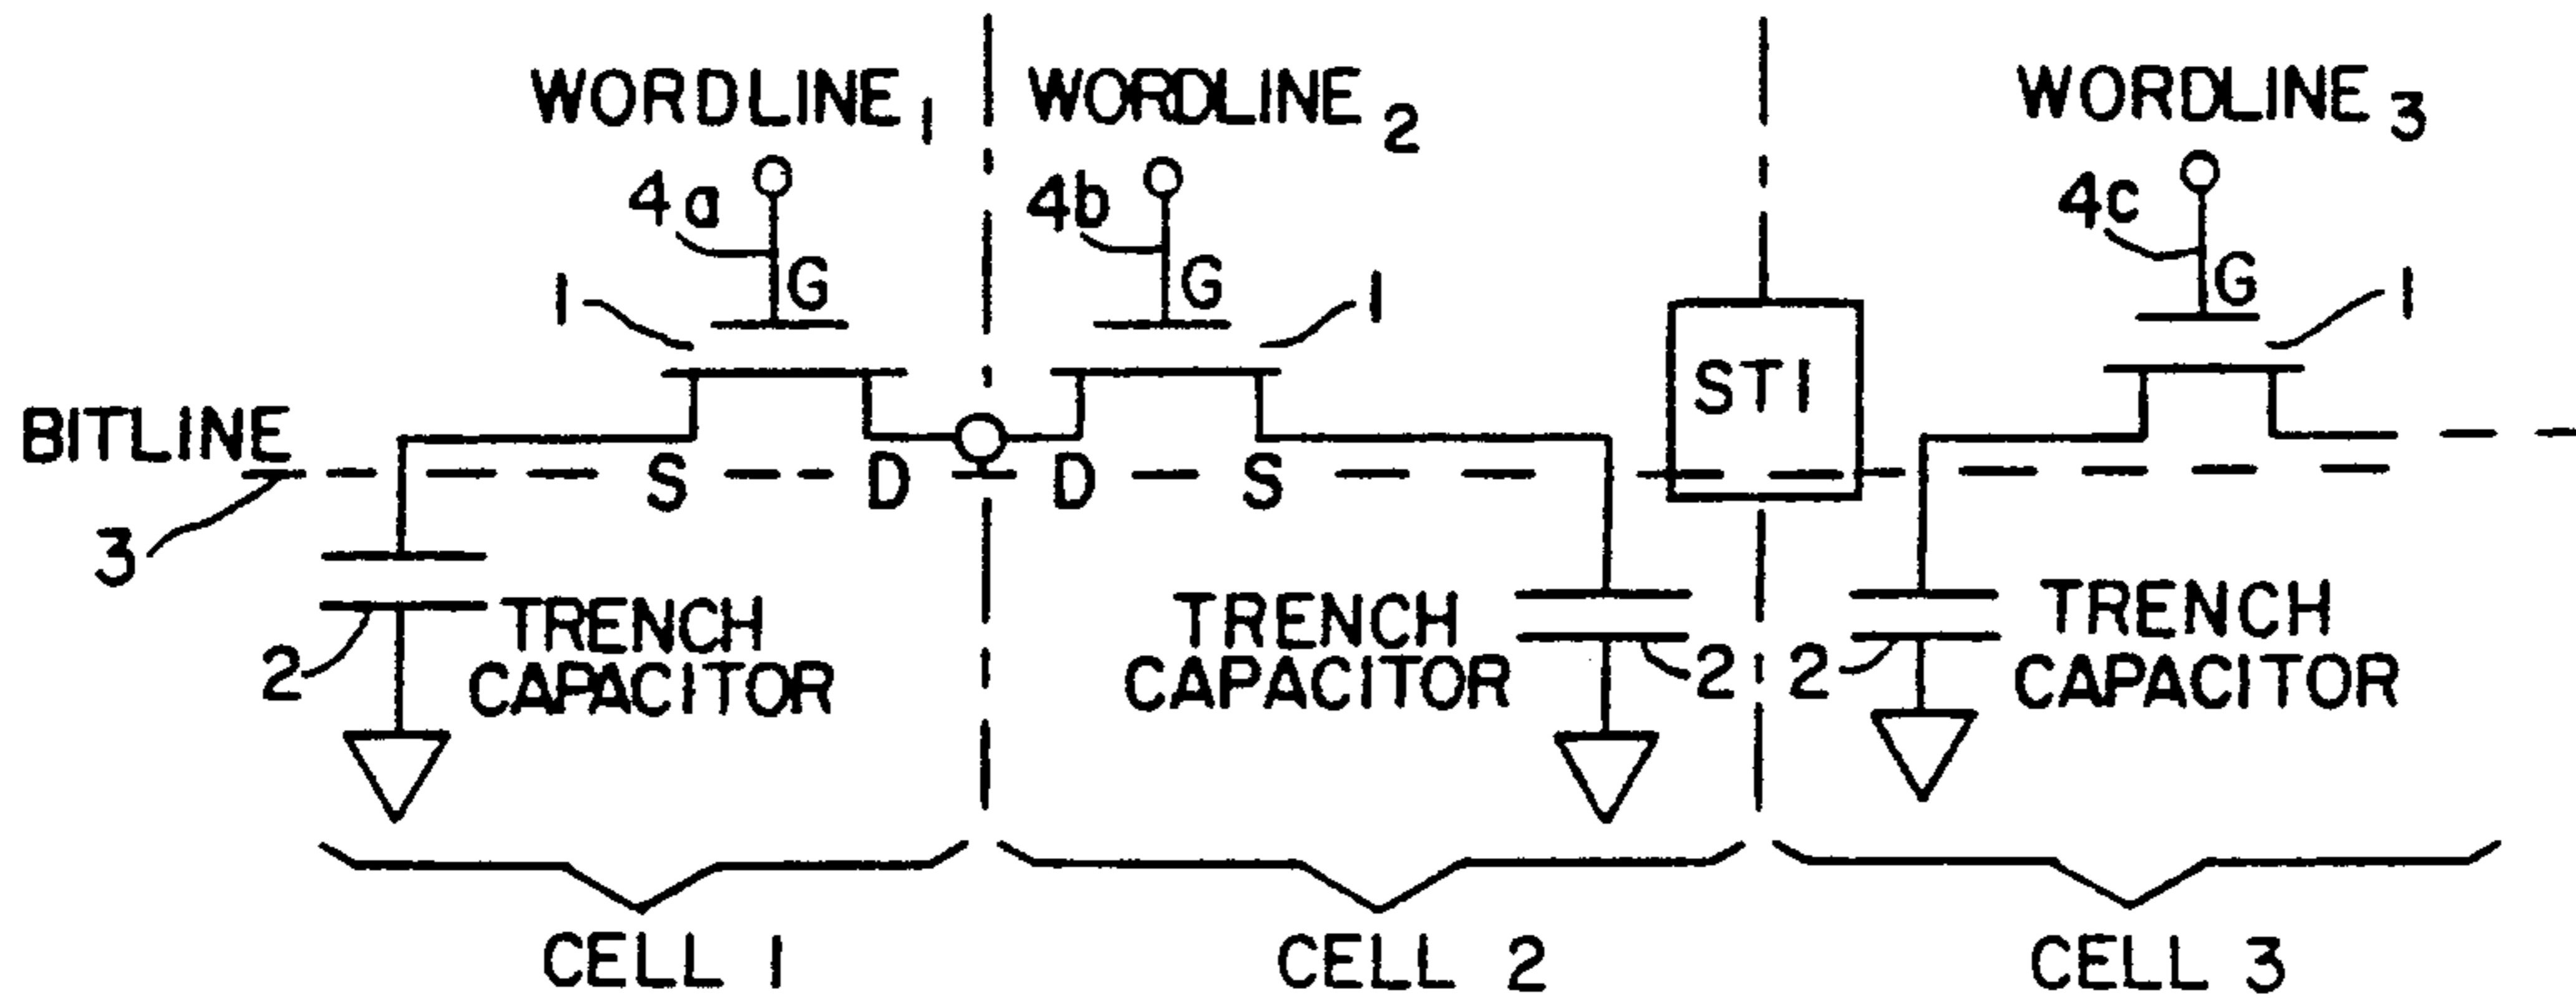 WORDLINE 1
WORDLINE 2
WORDLINE 3
4a
4b
4c
G
G
G
1
1
1
STI
BITLINE
S
D
D
S
3
TRENCH
CAPACITOR
2
TRENCH
CAPACITOR
2
2
TRENCH
CAPACITOR
CELL 1
CELL 2
CELL 3